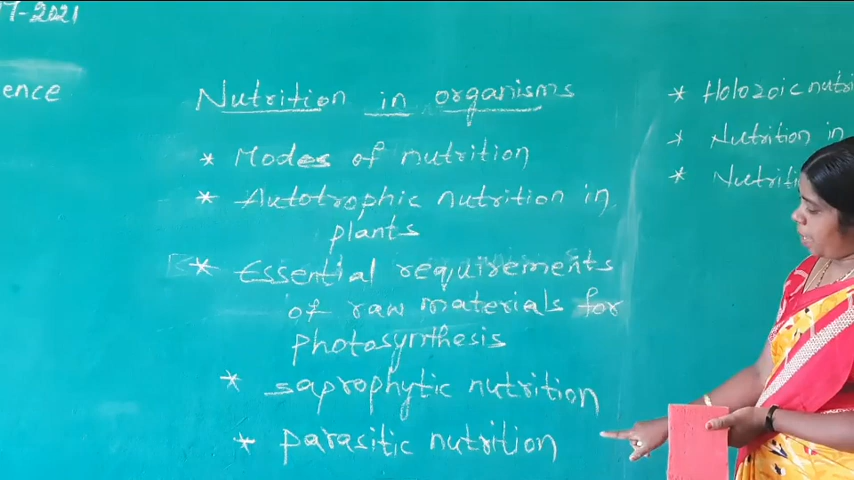 17-2021
ence
Nutrition in organisms
* Modes of nutrition
* Autotrophic nutrition in
plants
* Essential requirements
of raw materials for
photosynthesis
* saprophytic nutrition
* parasitic nutrition
* Holozoic nutri
* Nutrition in
* Nutriti